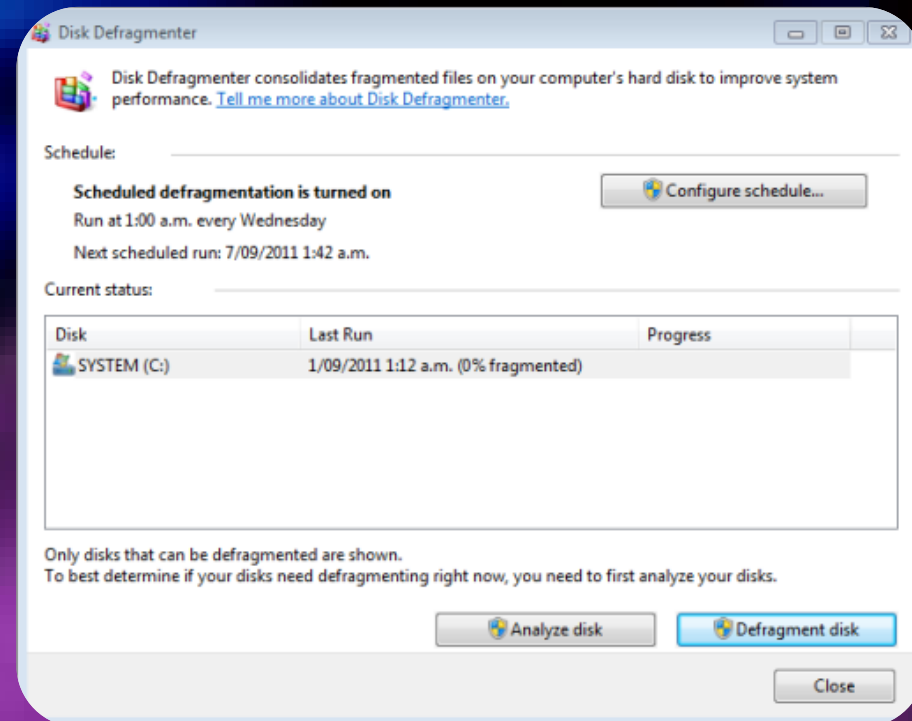 Disk Defragmenter
Disk Defragmenter consolidates fragmented files on your computer's hard disk to improve system
performance. Tell me more about Disk Defragmenter.
Schedule:
Scheduled defragmentation is turned on
Configure schedule...
Run at 1:00 a.m. every Wednesday
Next scheduled run: 7/09/2011 1:42 a.m.
Current status:
Disk Last Run Progress
SYSTEM (C:) 1/09/2011 1:12 a.m. (0% fragmented)
Only disks that can be defragmented are shown.
To best determine if your disks need defragmenting right now, you need to first analyze your disks.
Analyze disk Defragment disk
Close